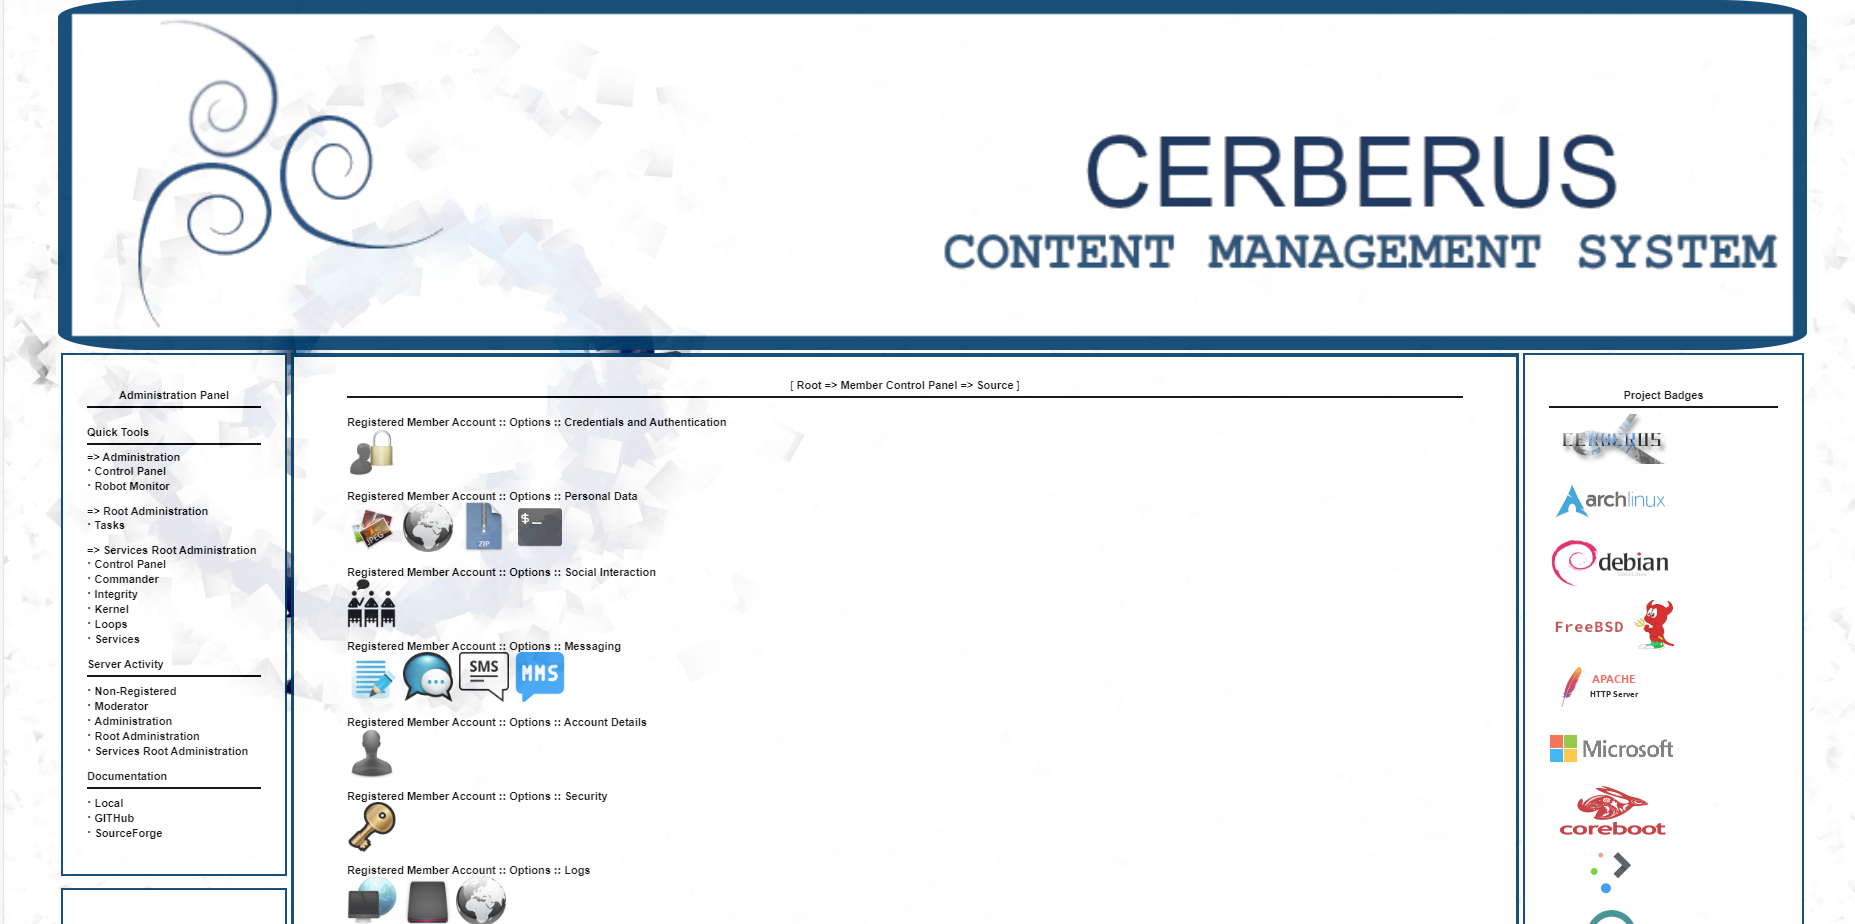 CERBERUS
CONTENT MANAGEMENT SYSTEM
Administration Panel
Quick Tools
=> Administration
· Control Panel
· Robot Monitor
=> Root Administration
· Tasks
=> Services Root Administration
· Control Panel
· Commander
· Integrity
· Kernel
· Loops
· Services
Server Activity
· Non-Registered
· Moderator
· Administration
· Root Administration
· Services Root Administration
Documentation
· Local
· GITHub
· SourceForge
[ Root => Member Control Panel => Source ]
Registered Member Account :: Options :: Credentials and Authentication
Registered Member Account :: Options :: Personal Data
JPEG
ZIP
$_
Registered Member Account :: Options :: Social Interaction
Registered Member Account :: Options :: Messaging
SMS
MMS
Registered Member Account :: Options :: Account Details
Registered Member Account :: Options :: Security
Registered Member Account :: Options :: Logs
Project Badges
CERBERUS
archlinux
debian
FreeBSD
APACHE
HTTP Server
Microsoft
coreboot